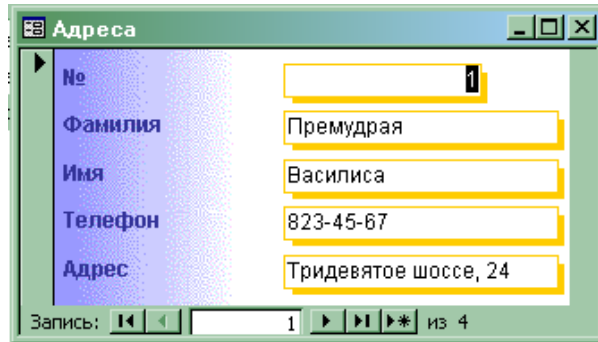 Адреса
№ 1
Фамилия Премудрая
Имя Василиса
Телефон 823-45-67
Адрес Тридевятое шоссе, 24
Запись: 1 из 4